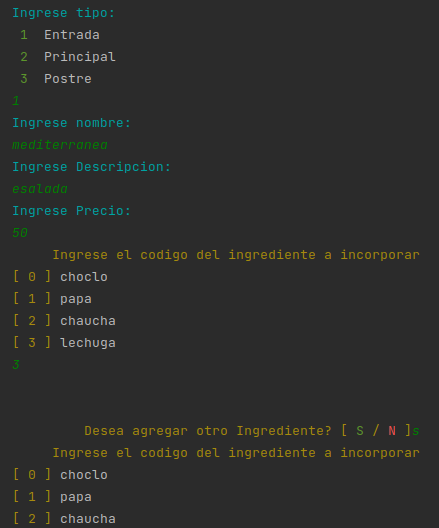 Ingrese tipo:
1 Entrada
2 Principal
3 Postre
1
Ingrese nombre:
mediterranea
Ingrese Descripcion:
esalada
Ingrese Precio:
50
Ingrese el codigo del ingrediente a incorporar
[ 0 ] choclo
[ 1 ] papa
[ 2 ] chaucha
[ 3 ] lechuga
3
Desea agregar otro Ingrediente? [ S / N ]s
Ingrese el codigo del ingrediente a incorporar
[ 0 ] choclo
[ 1 ] papa
[ 2 ] chaucha